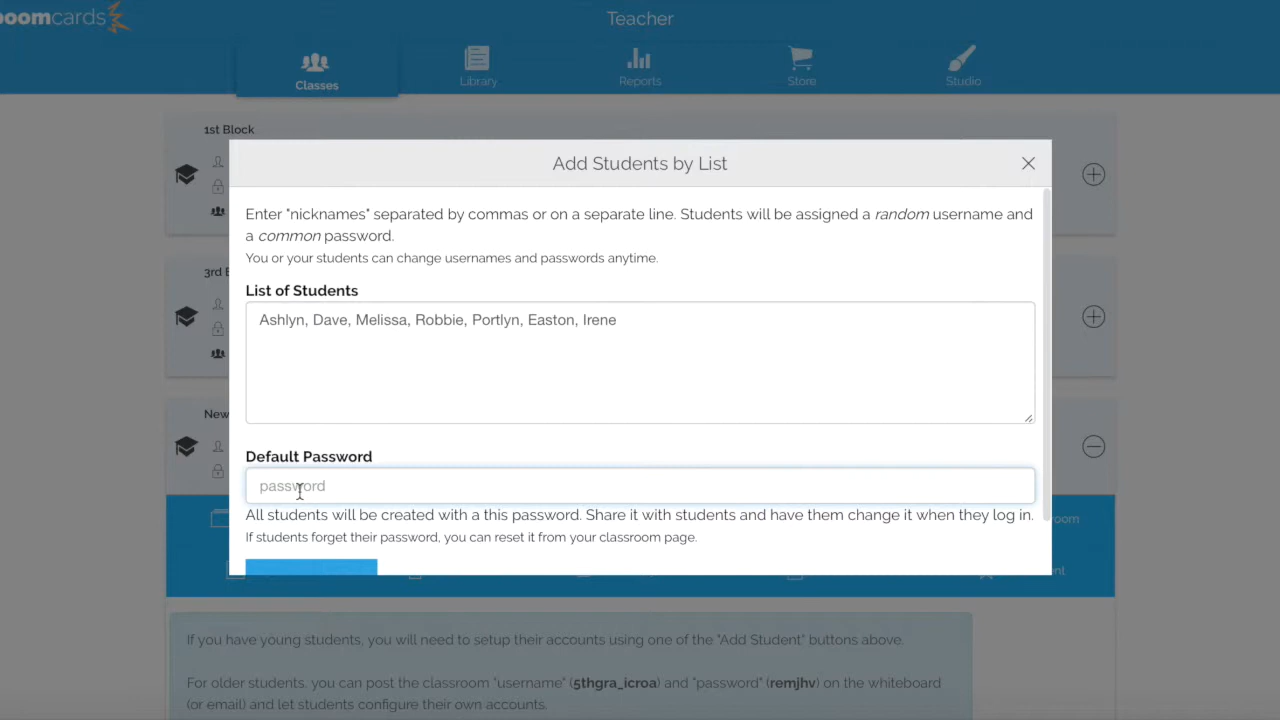 boomcards
Teacher
Classes
Library
Reports
Store
Studio
1st Block
Add Students by List
Enter "nicknames" separated by commas or on a separate line. Students will be assigned a random username and
a common password.
You or your students can change usernames and passwords anytime.
3rd
List of Students
Ashlyn, Dave, Melissa, Robbie, Portlyn, Easton, Irene
New
Default Password
password
All students will be created with a this password. Share it with students and have them change it when they log in.
If students forget their password, you can reset it from your classroom page.
If you have young students, you will need to setup their accounts using one of the "Add Student" buttons above.
For older students, you can post the classroom "username" (5thgra_icroa) and "password" (remjhv) on the whiteboard
(or email) and let students configure their own accounts.